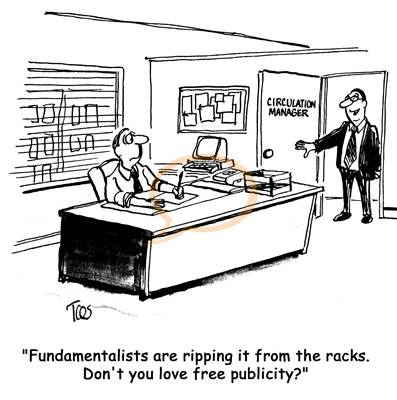 CIRCULATION
MANAGER
TOOS
"Fundamentalists are ripping it from the racks.
Don't you love free publicity?"